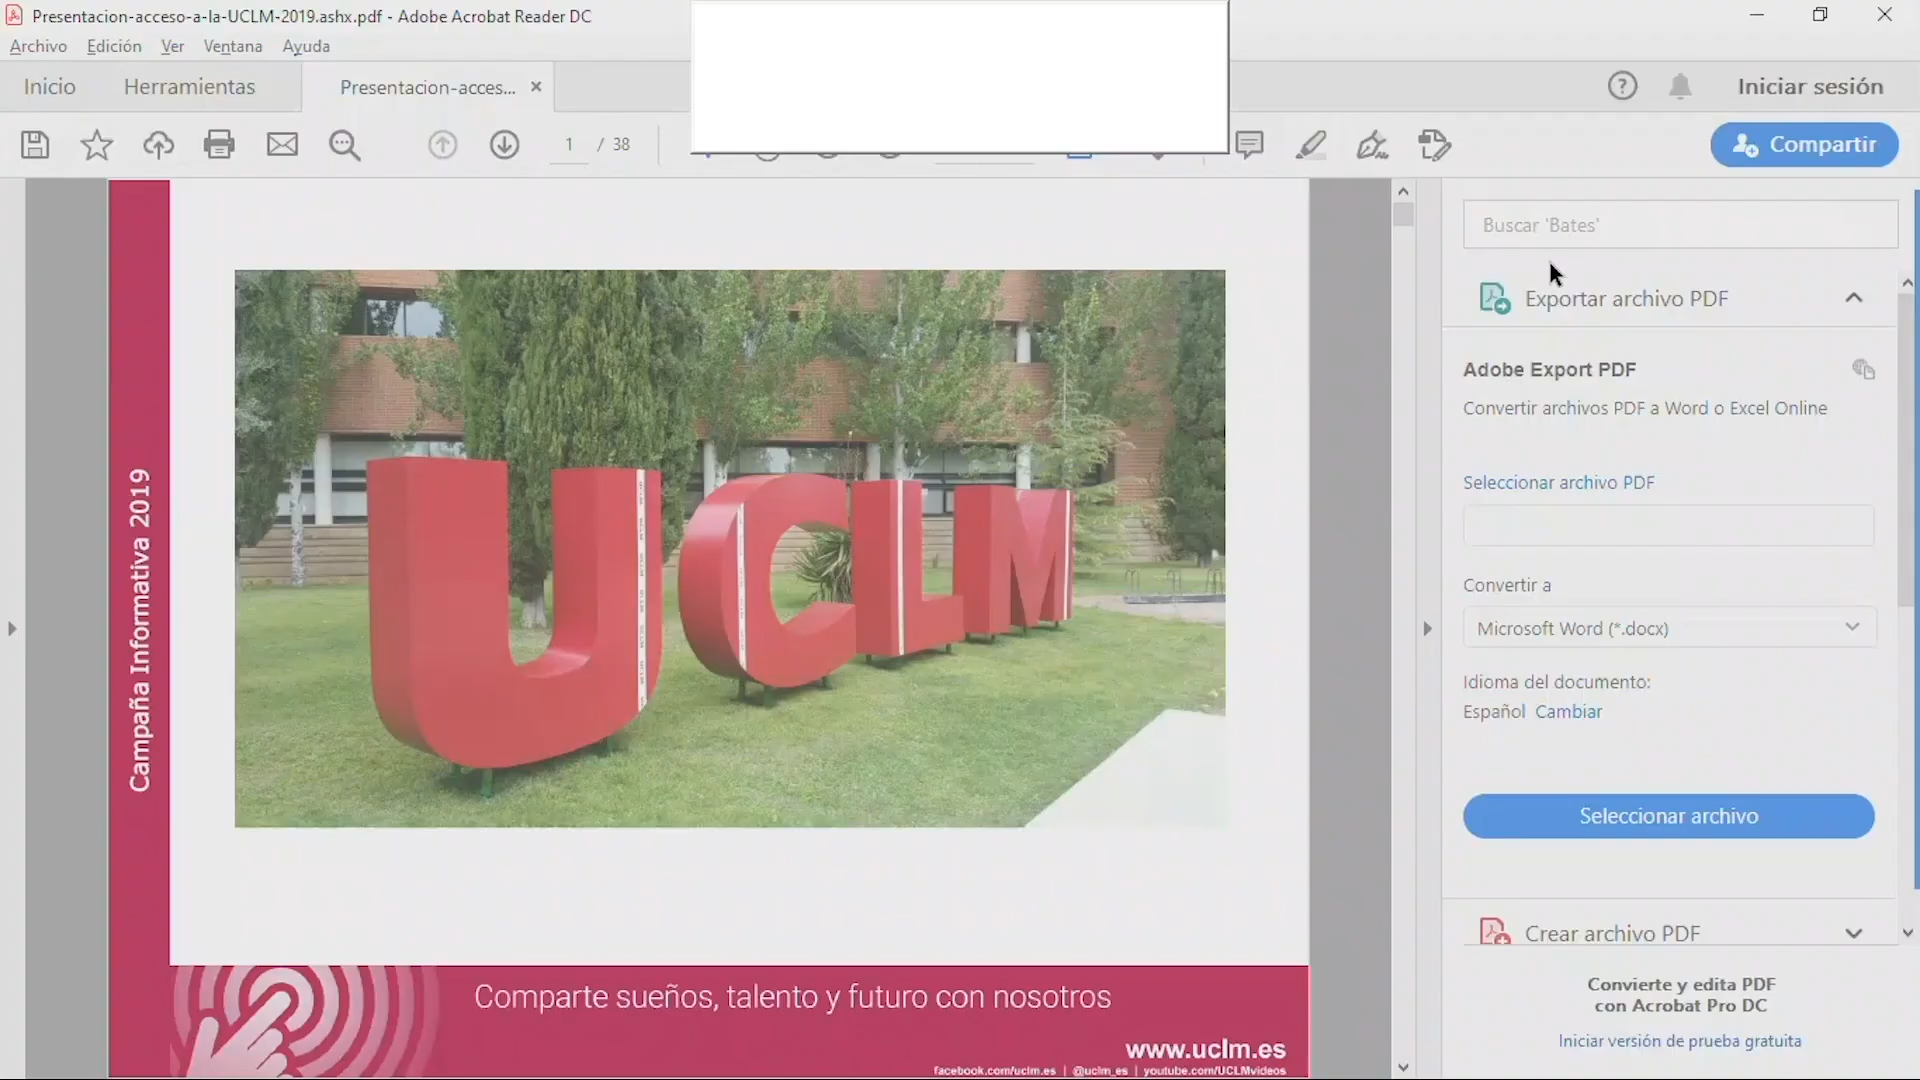 Presentacion-acceso-a-la-UCLM-2019.ashx.pdf - Adobe Acrobat Reader DC
Archivo Edición Ver Ventana Ayuda
Inicio Herramientas Presentacion-acces... Iniciar sesión
1 / 38 Compartir
Buscar 'Bates'
Exportar archivo PDF
Adobe Export PDF
Convertir archivos PDF a Word o Excel Online
Seleccionar archivo PDF
Convertir a
Microsoft Word (*.docx)
Idioma del documento:
Español Cambiar
Seleccionar archivo
Crear archivo PDF
Convierte y edita PDF
con Acrobat Pro DC
Iniciar versión de prueba gratuita
Campaña Informativa 2019
UCLM
Comparte sueños, talento y futuro con nosotros
www.uclm.es
facebook.com/uclm.es | @uclm_es | youtube.com/UCLMvideos